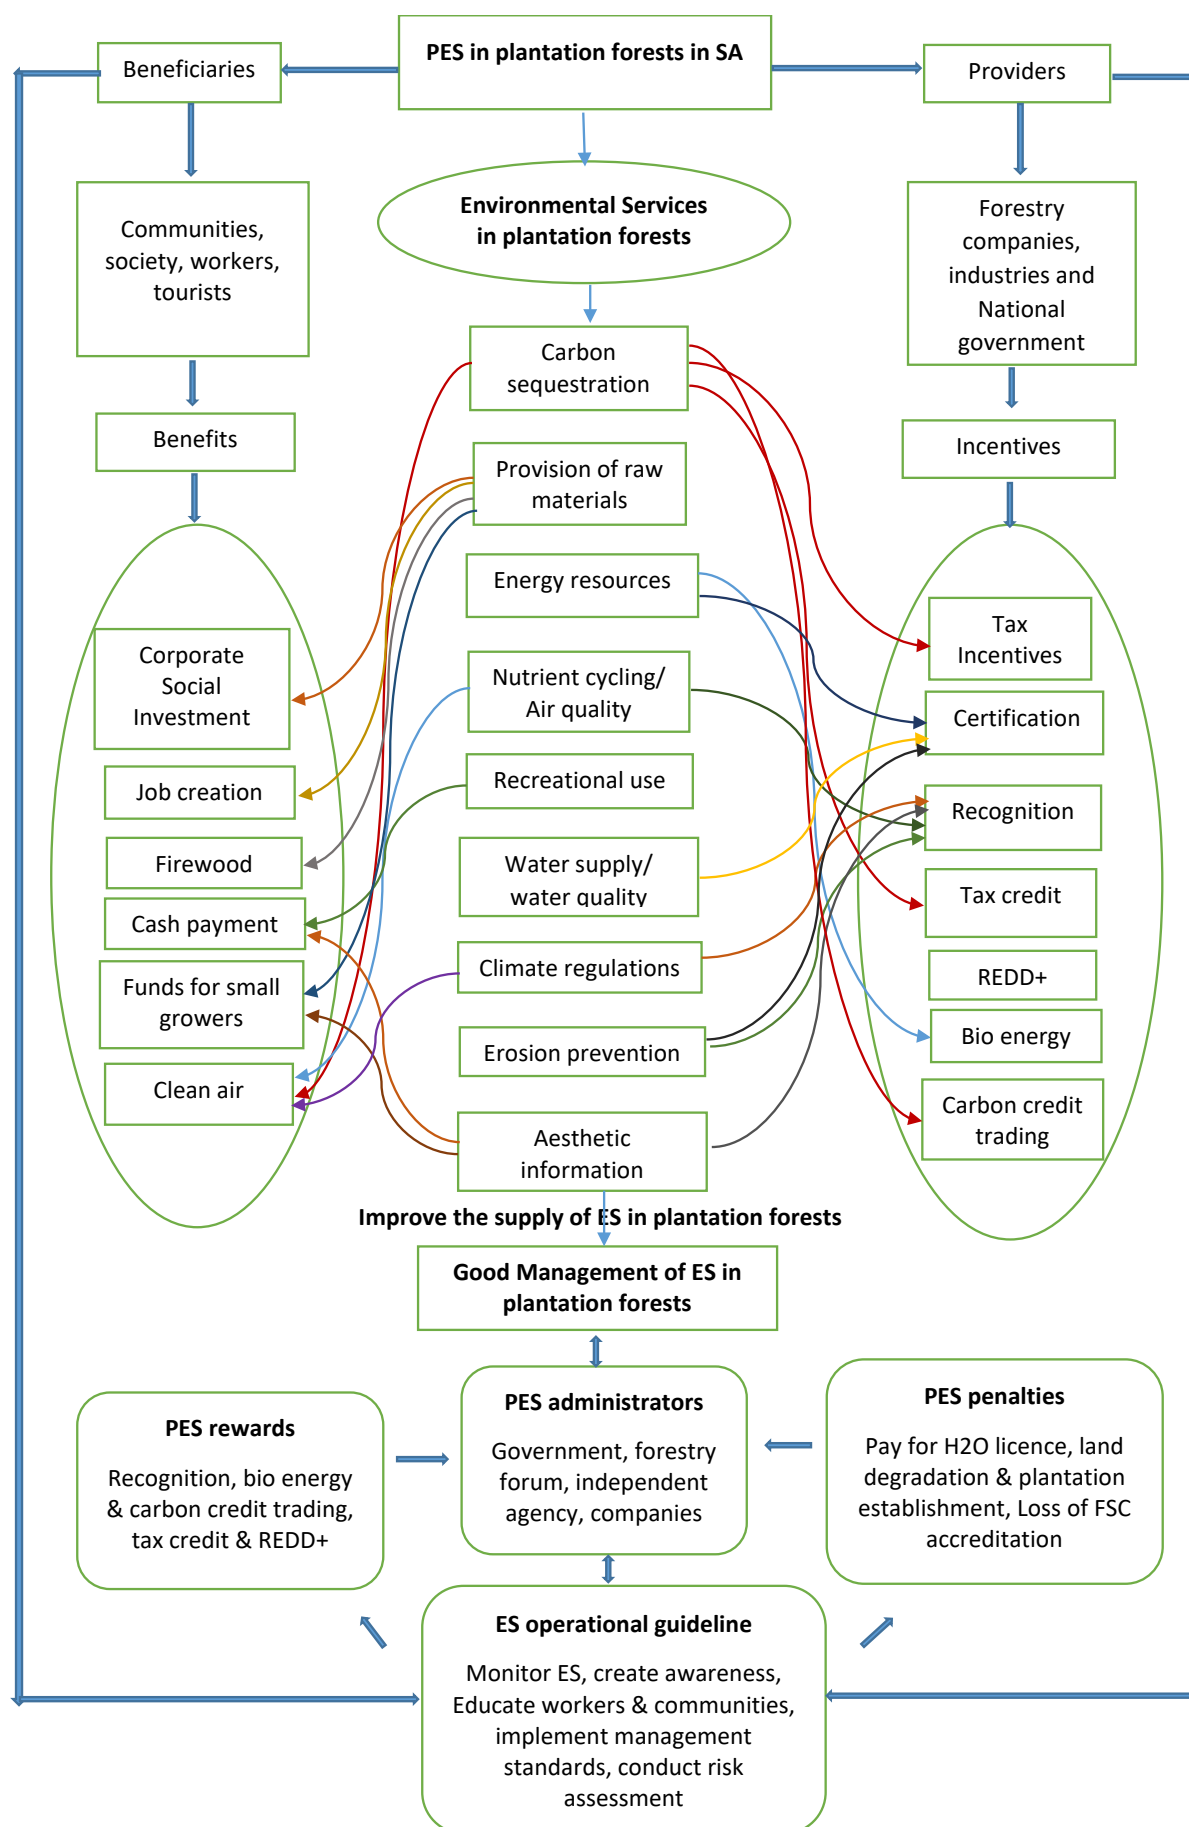 PES in plantation forests in SA
Beneficiaries
Providers
Communities,
society, workers,
tourists
Environmental Services
in plantation forests
Forestry
companies,
industries and
National
government
Benefits
Incentives
Carbon
sequestration
Provision of raw
materials
Energy resources
Nutrient cycling/
Air quality
Recreational use
Water supply/
water quality
Climate regulations
Erosion prevention
Aesthetic
information
Corporate
Social
Investment
Job creation
Firewood
Cash payment
Funds for small
growers
Clean air
Tax
Incentives
Certification
Recognition
Tax credit
REDD+
Bio energy
Carbon credit
trading
Improve the supply of ES in plantation forests
Good Management of ES in
plantation forests
PES rewards
Recognition, bio energy
& carbon credit trading,
tax credit & REDD+
PES administrators
Government, forestry
forum, independent
agency, companies
PES penalties
Pay for H2O licence, land
degradation & plantation
establishment, Loss of FSC
accreditation
ES operational guideline
Monitor ES, create awareness,
Educate workers & communities,
implement management
standards, conduct risk
assessment